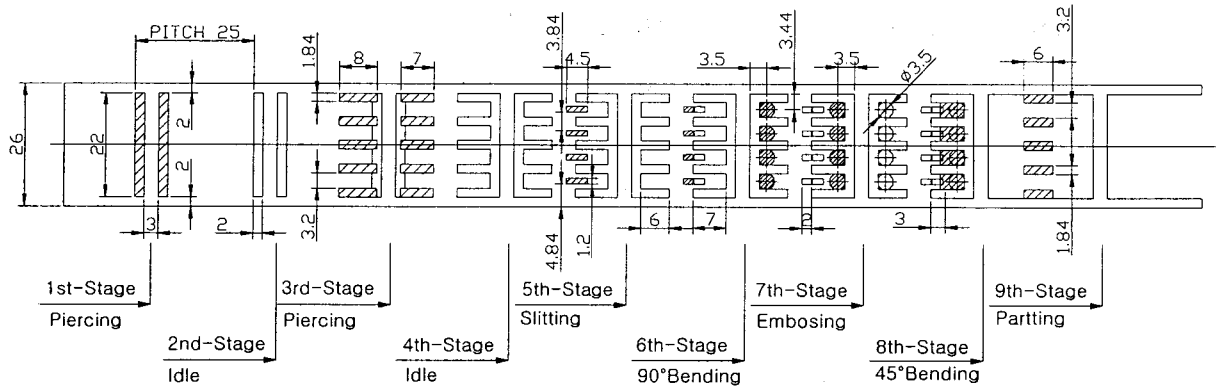 PITCH 25
1.84
8
7
3.84
4.5
3.5
3.44
3.5
ø3.5
6
3.2
26
22
2
2
3
2
3.2
4.84
1.2
6
7
2
3
1.84
1st-Stage
Piercing
2nd-Stage
Idle
3rd-Stage
Piercing
4th-Stage
Idle
5th-Stage
Slitting
6th-Stage
90°Bending
7th-Stage
Embosing
8th-Stage
45°Bending
9th-Stage
Partting